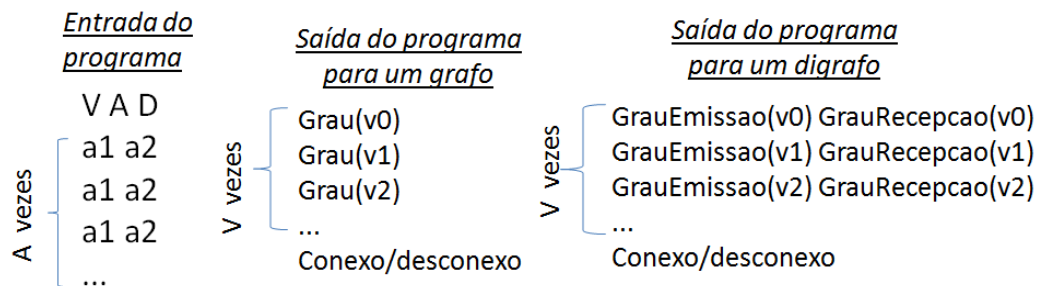 Entrada do
programa
V A D
A vezes
a1 a2
a1 a2
a1 a2
...
Saída do programa
para um grafo
V vezes
Grau(v0)
Grau(v1)
Grau(v2)
...
Conexo/desconexo
Saída do programa
para um digrafo
V vezes
GrauEmissao(v0) GrauRecepcao(v0)
GrauEmissao(v1) GrauRecepcao(v1)
GrauEmissao(v2) GrauRecepcao(v2)
...
Conexo/desconexo